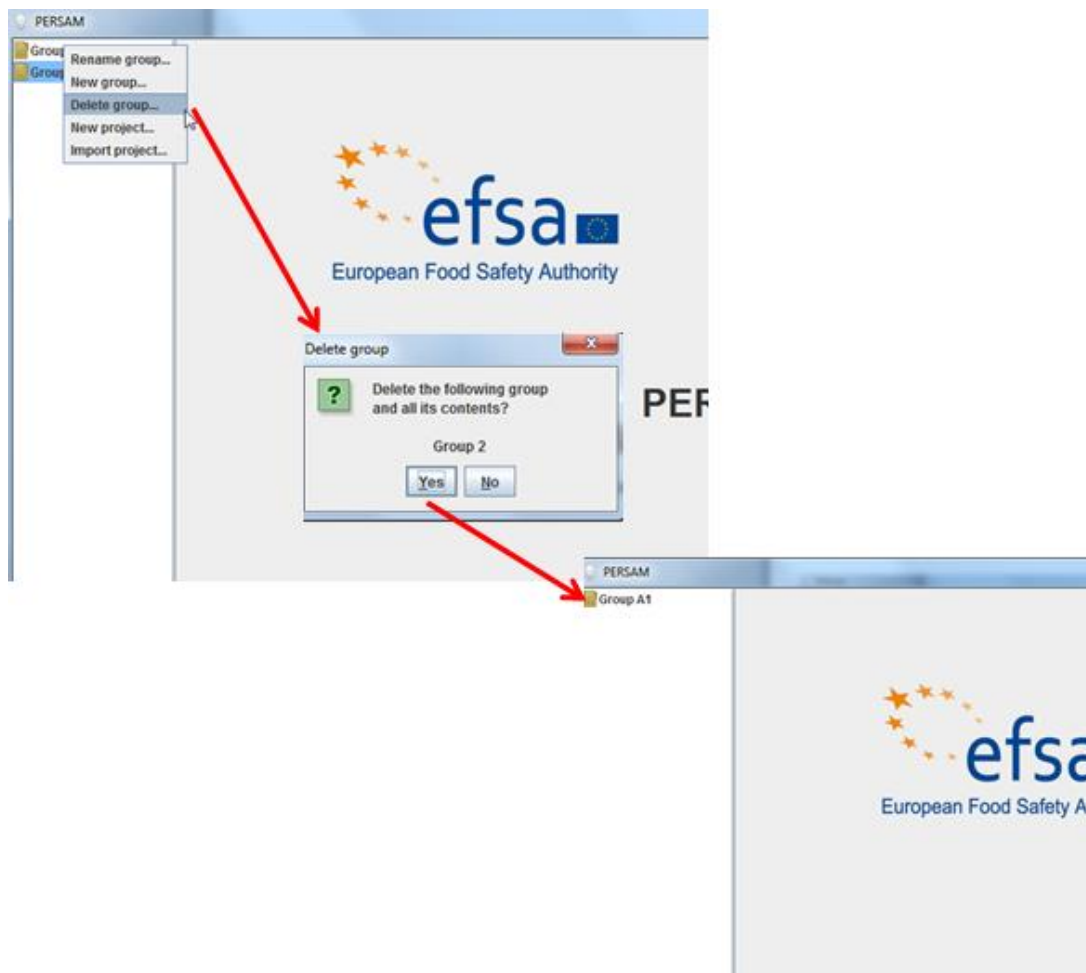 PERSAM
Group
Group
Rename group...
New group...
Delete group...
New project...
Import project...
efsa
European Food Safety Authority
Delete group
Delete the following group
and all its contents?
Group 2
Yes No
PER
PERSAM
Group A1
efsa
European Food Safety A